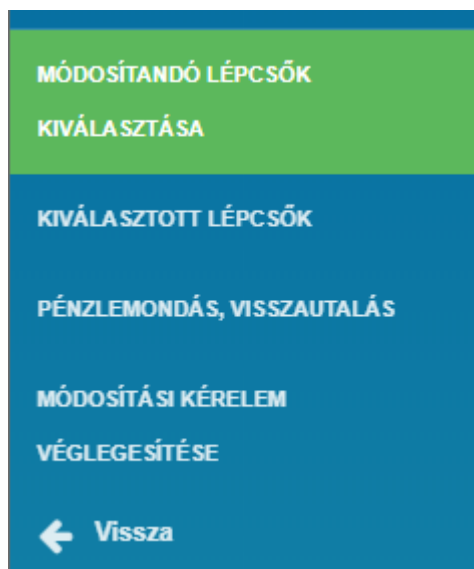 MÓDOSÍTANDÓ LÉPCSŐK
KIVÁLASZTÁSA
KIVÁLASZTOTT LÉPCSŐK
PÉNZLEMONDÁS, VISSZAUTALÁS
MÓDOSÍTÁSI KÉRELEM
VÉGLEGESÍTÉSE
Vissza